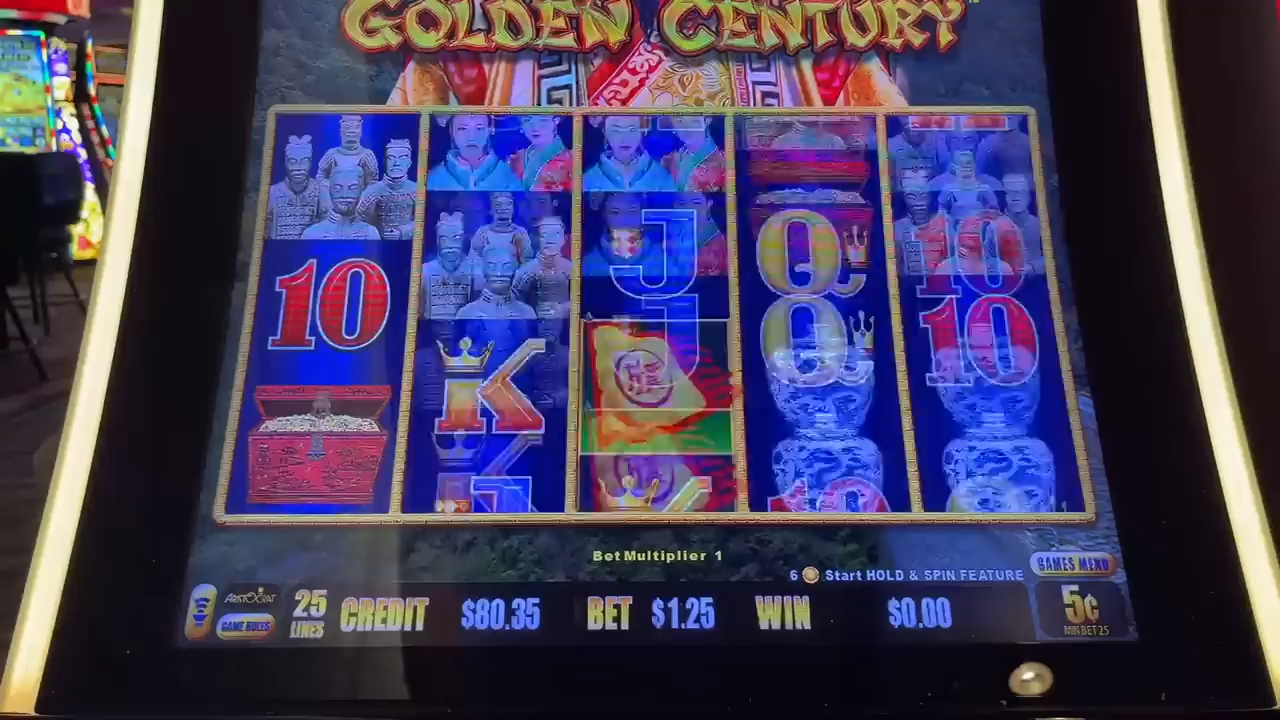 GOLDEN CENTURY
J
Q
10
10
Q
10
K
J
10
Bet Multiplier 1
6 Start HOLD & SPIN FEATURE
GAMES MENU
ARISTOCRAT
GAME RULES
25
LINES
CREDIT $80.35 BET $1.25 WIN $0.00
5¢
MIN BET 25